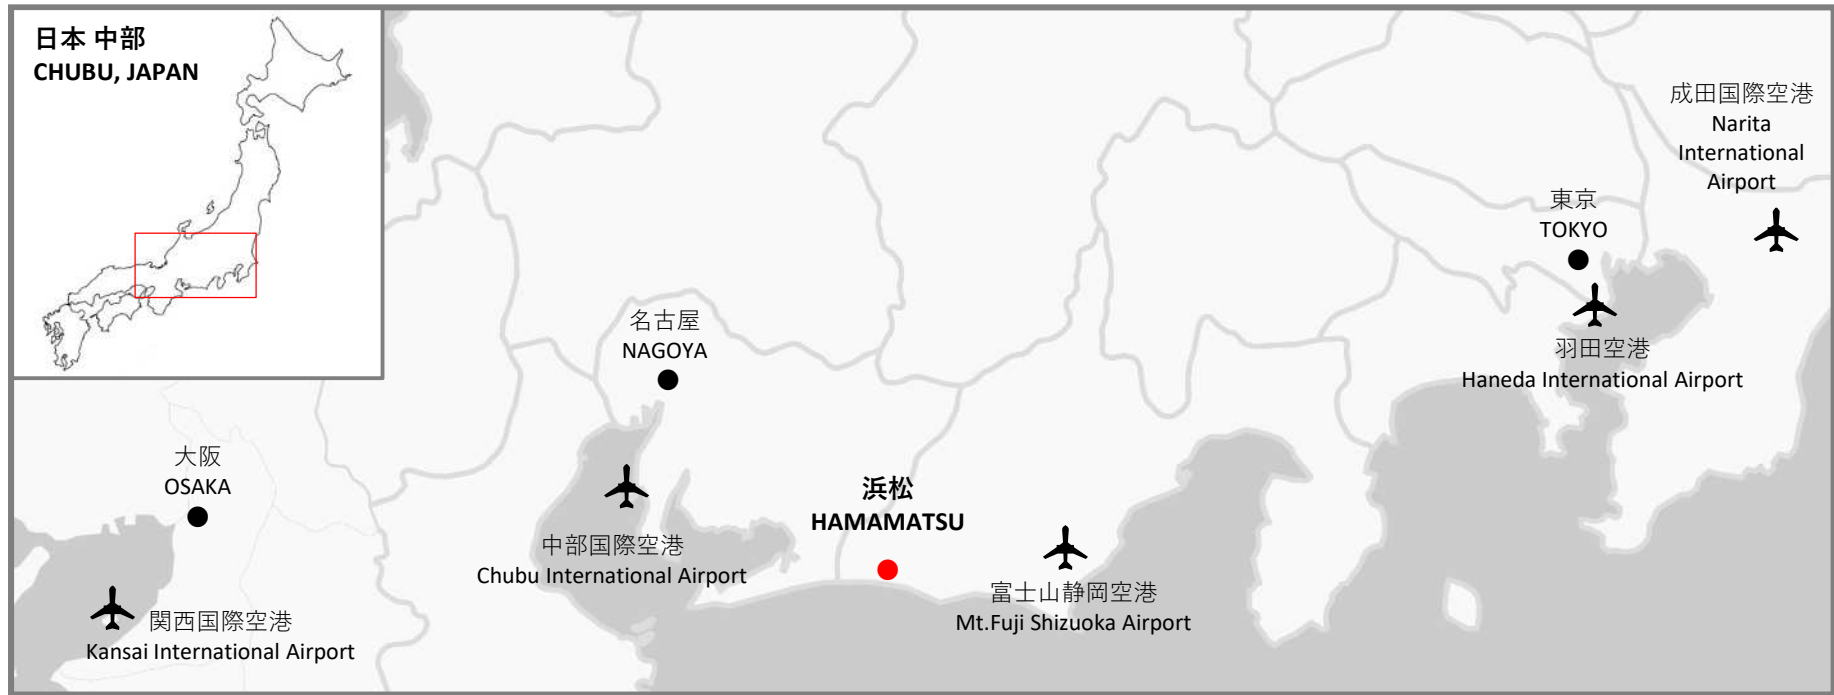 日本 中部
CHUBU, JAPAN
成田国際空港
Narita
International
Airport
東京
TOKYO
羽田空港
Haneda International Airport
名古屋
NAGOYA
大阪
OSAKA
浜松
HAMAMATSU
中部国際空港
Chubu International Airport
富士山静岡空港
Mt.Fuji Shizuoka Airport
関西国際空港
Kansai International Airport